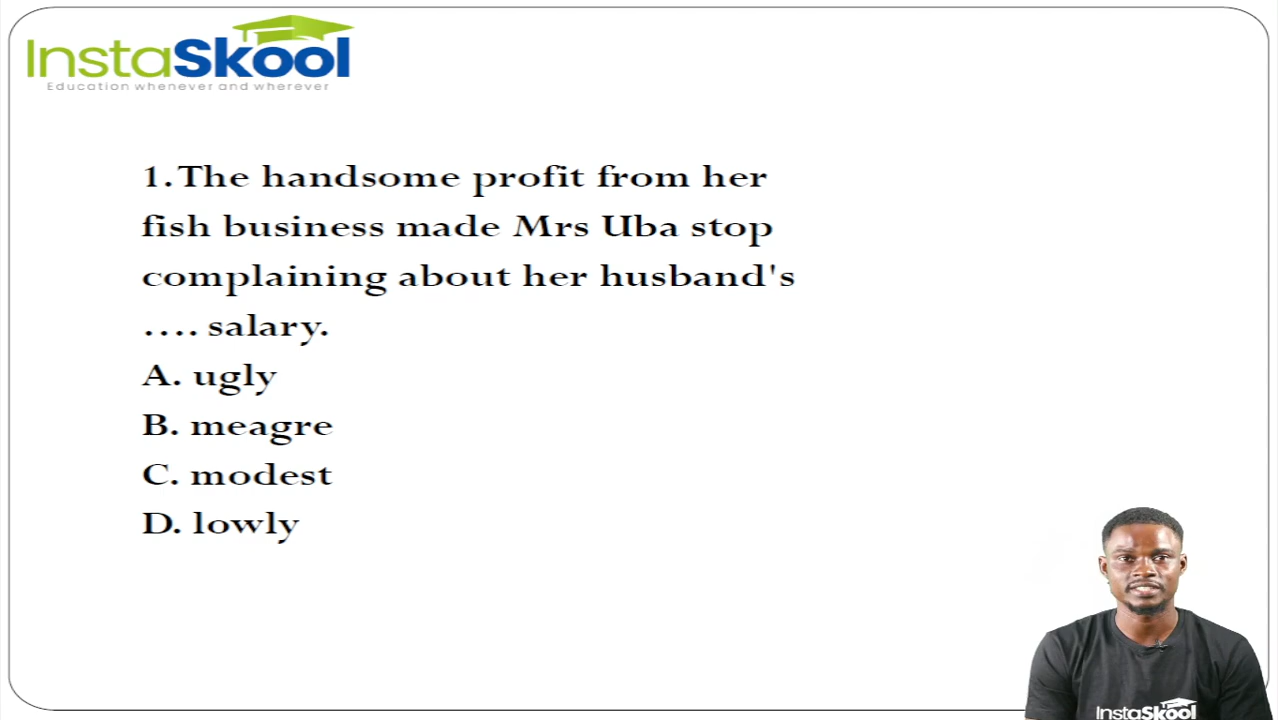 InstaSkool
Education whenever and wherever
1. The handsome profit from her
fish business made Mrs Uba stop
complaining about her husband's
.... salary.
A. ugly
B. meagre
C. modest
D. lowly
InstaSkool